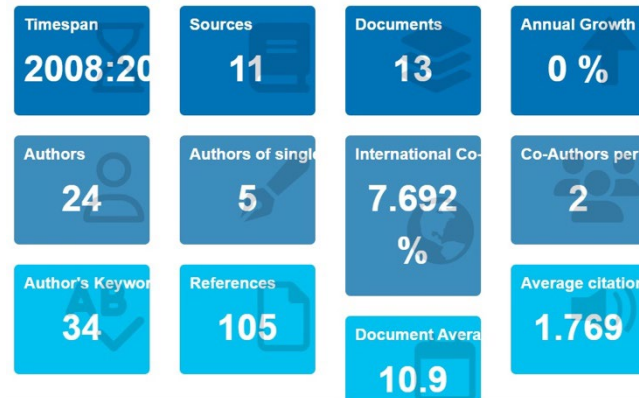 Timespan
2008:20
Sources
11
Documents
13
Annual Growth
0 %
Authors
24
Authors of single
5
International Co-
7.692
%
Co-Authors per
2
Author's Keywor
34
References
105
Document Avera
10.9
Average citation
1.769